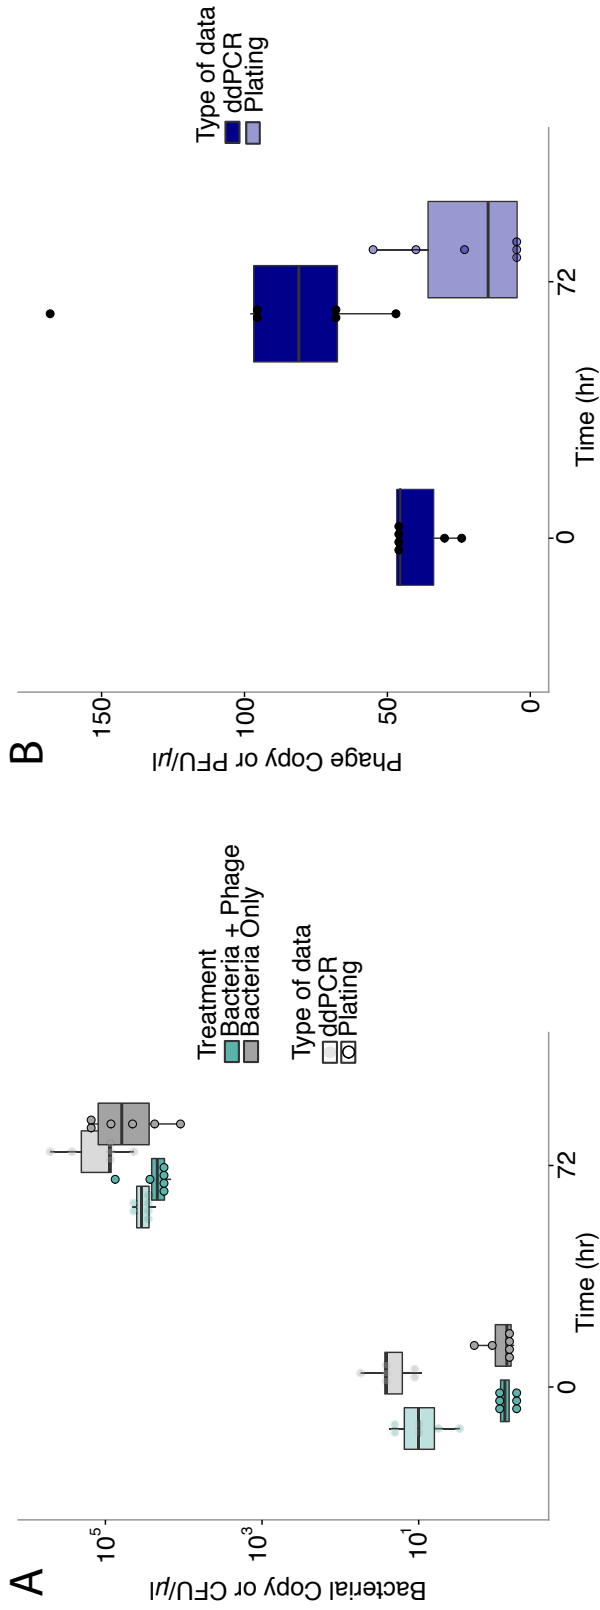 A
Bacterial Copy or CFU/µl
10^5
10^3
10^1
0
72
Time (hr)
Treatment
Bacteria + Phage
Bacteria Only
Type of data
ddPCR
Plating
B
Phage Copy or PFU/µl
150
100
50
0
0
72
Time (hr)
Type of data
ddPCR
Plating